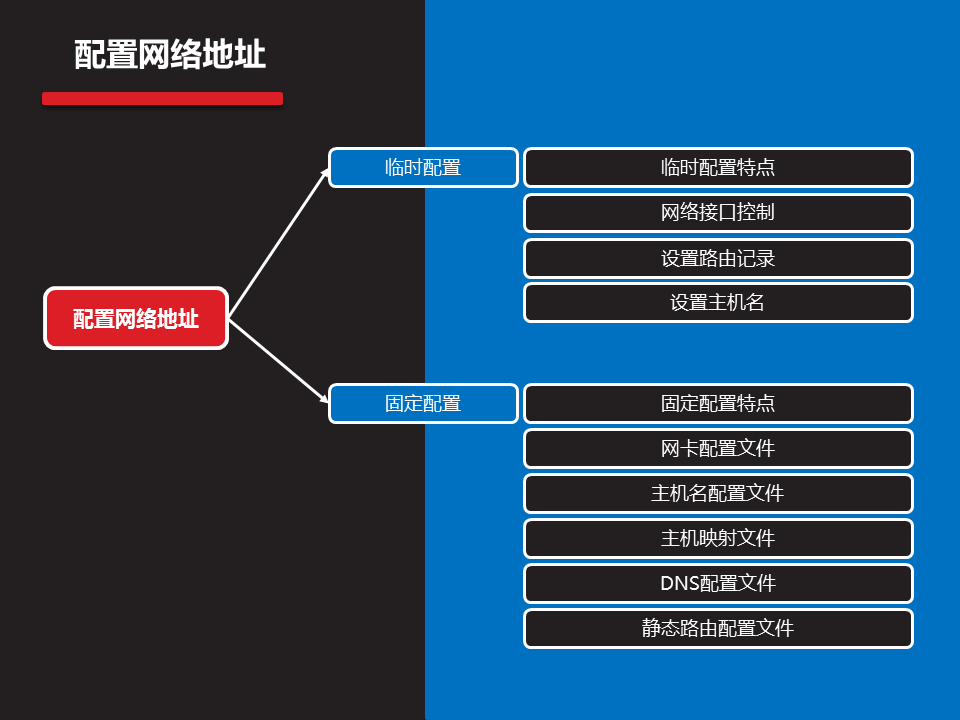 配置网络地址
配置网络地址
临时配置
临时配置特点
网络接口控制
设置路由记录
设置主机名
固定配置
固定配置特点
网卡配置文件
主机名配置文件
主机映射文件
DNS配置文件
静态路由配置文件